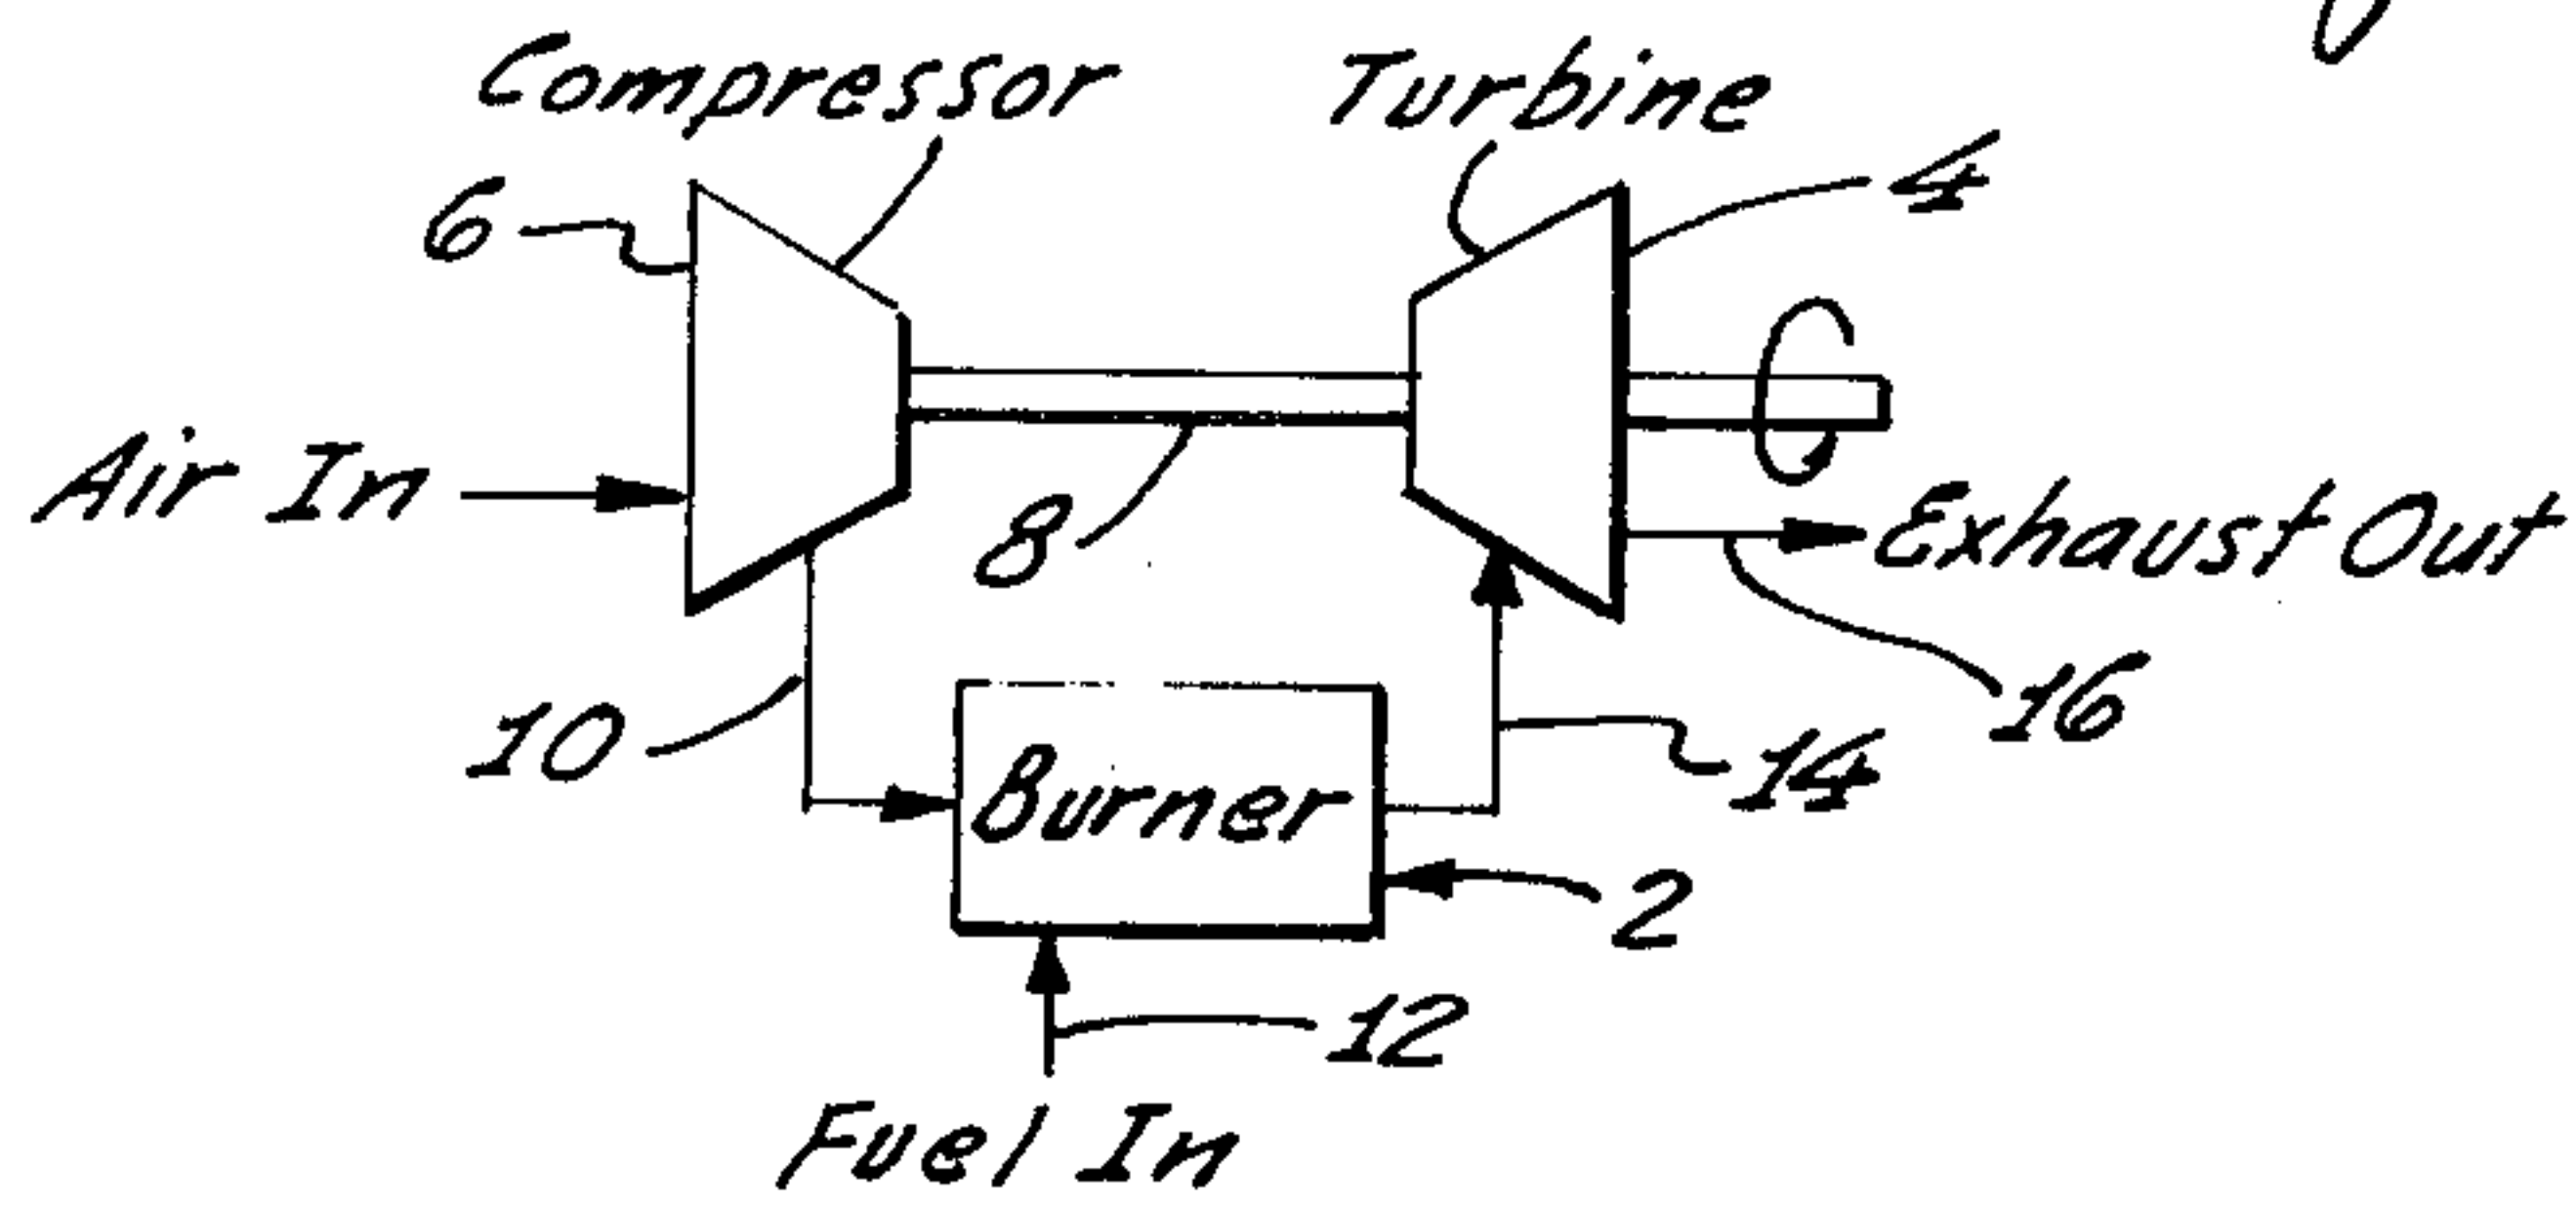 Compressor
Turbine
4
6
Air In
8
Exhaust Out
10
16
Burner
14
2
12
Fuel In